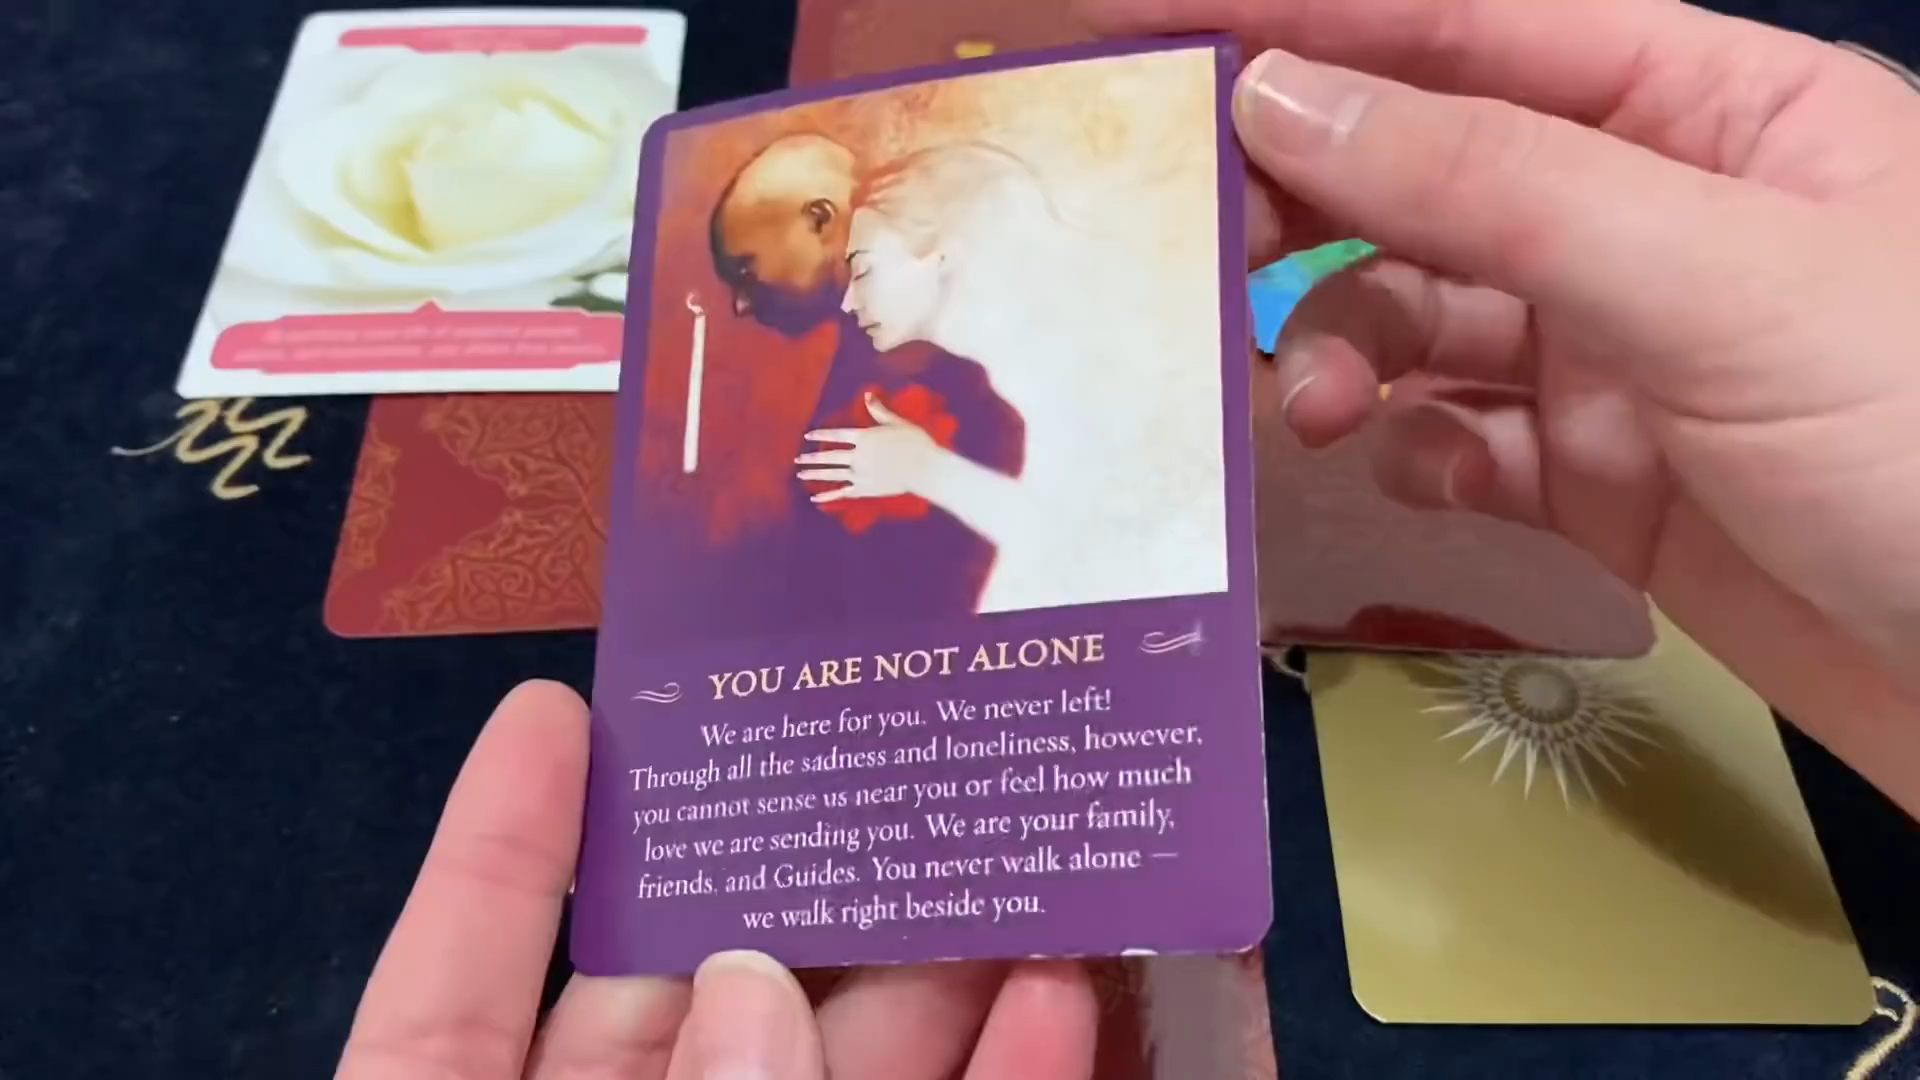 YOU ARE NOT ALONE
We are here for you. We never left!
Through all the sadness and loneliness, however,
you cannot sense us near you or feel how much
love we are sending you. We are your family,
friends, and Guides. You never walk alone —
we walk right beside you.